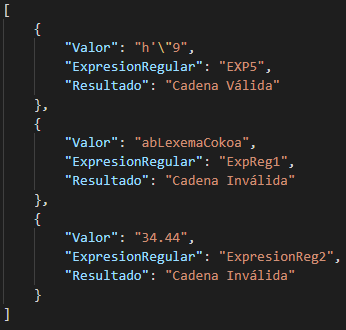 [
{
"Valor": "h'\"9",
"ExpresionRegular": "EXP5",
"Resultado": "Cadena Válida"
},
{
"Valor": "abLexemaCokoa",
"ExpresionRegular": "ExpReg1",
"Resultado": "Cadena Inválida"
},
{
"Valor": "34.44",
"ExpresionRegular": "ExpresionReg2",
"Resultado": "Cadena Inválida"
}
]